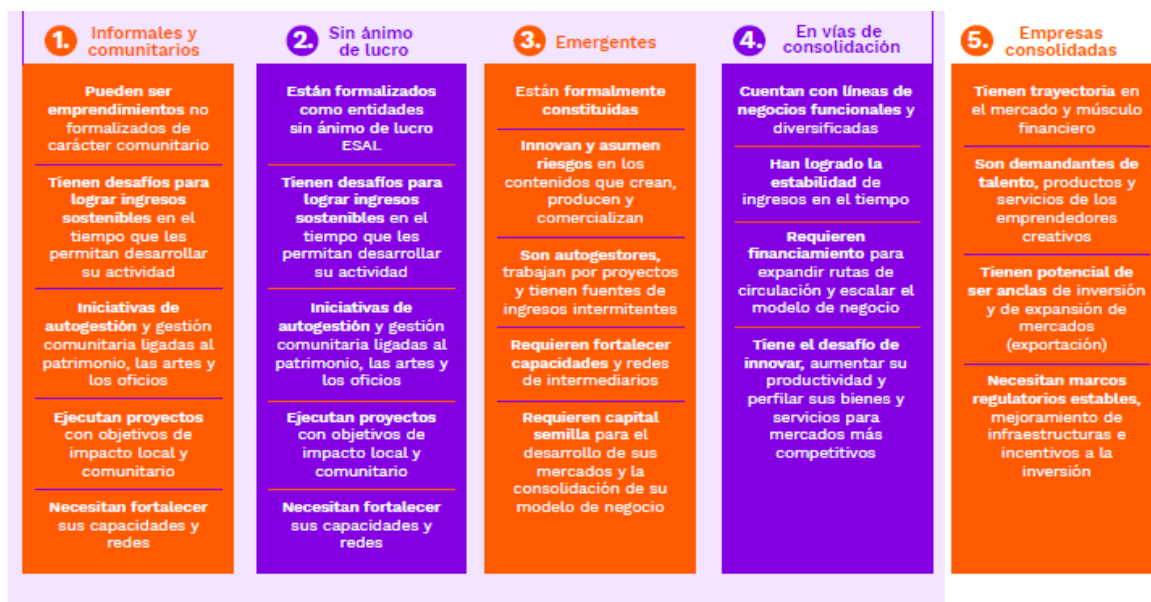 1. Informales y
comunitarios
Pueden ser
emprendimientos no
formalizados de
carácter comunitario
Tienen desafíos para
lograr ingresos
sostenibles en el
tiempo que les
permitan desarrollar
su actividad
Iniciativas de
autogestión y gestión
comunitaria ligadas al
patrimonio, las artes y
los oficios
Ejecutan proyectos
con objetivos de
impacto local y
comunitario
Necesitan fortalecer
sus capacidades y
redes
2. Sin ánimo
de lucro
Están formalizados
como entidades
sin ánimo de lucro
ESAL
Tienen desafíos para
lograr ingresos
sostenibles en el
tiempo que les
permitan desarrollar
su actividad
Iniciativas de
autogestión y gestión
comunitaria ligadas al
patrimonio, las artes y
los oficios
Ejecutan proyectos
con objetivos de
impacto local y
comunitario
Necesitan fortalecer
sus capacidades y
redes
3. Emergentes
Están formalmente
constituidas
Innovan y asumen
riesgos en los
contenidos que crean,
producen y
comercializan
Son autogestores,
trabajan por proyectos
y tienen fuentes de
ingresos intermitentes
Requieren fortalecer
capacidades y redes
de intermediarios
Requieren capital
semilla para el
desarrollo de sus
mercados y la
consolidación de su
modelo de negocio
4. En vías de
consolidación
Cuentan con líneas de
negocios funcionales y
diversificadas
Han logrado la
estabilidad de
ingresos en el tiempo
Requieren
financiamiento para
expandir rutas de
circulación y escalar el
modelo de negocio
Tiene el desafío de
innovar, aumentar su
productividad y
perfilar sus bienes y
servicios para
mercados más
competitivos
5. Empresas
consolidadas
Tienen trayectoria en
el mercado y músculo
financiero
Son demandantes de
talento, productos y
servicios de los
emprendedores
creativos
Tienen potencial de
ser anclas de inversión
y de expansión de
mercados
(exportación)
Necesitan marcos
regulatorios estables,
mejoramiento de
infraestructuras e
incentivos a la
inversión